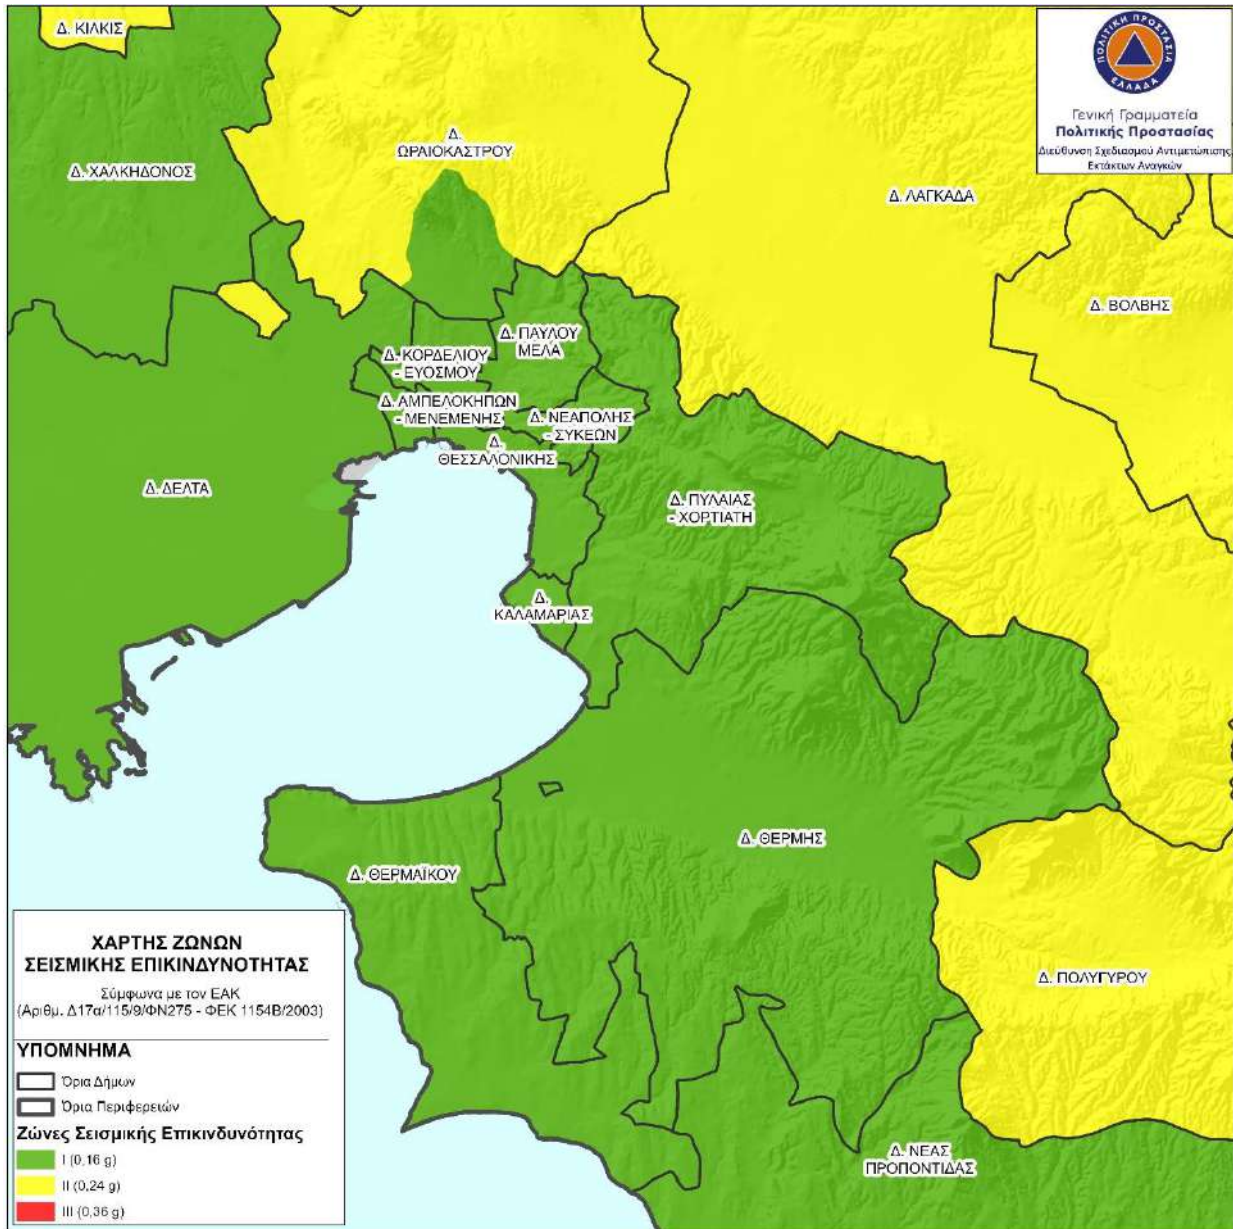 Δ. ΚΙΛΚΙΣ
ΠΟΛΙΤΙΚΗ ΠΡΟΣΤΑΣΙΑ
ΕΛΛΑΔΑ
Γενική Γραμματεία
Πολιτικής Προστασίας
Διεύθυνση Σχεδιασμού Αντιμετώπισης
Εκτάκτων Αναγκών
Δ.
ΩΡΑΙΟΚΑΣΤΡΟΥ
Δ. ΧΑΛΚΗΔΟΝΟΣ
Δ. ΛΑΓΚΑΔΑ
Δ. ΒΟΛΒΗΣ
Δ. ΠΑΥΛΟΥ
ΜΕΛΑ
Δ. ΚΟΡΔΕΛΙΟΥ
- ΕΥΟΣΜΟΥ
Δ. ΑΜΠΕΛΟΚΗΠΩΝ
- ΜΕΝΕΜΕΝΗΣ
Δ. ΝΕΑΠΟΛΗΣ
- ΣΥΚΕΩΝ
Δ.
ΘΕΣΣΑΛΟΝΙΚΗΣ
Δ. ΔΕΛΤΑ
Δ. ΠΥΛΑΙΑΣ
- ΧΟΡΤΙΑΤΗ
Δ.
ΚΑΛΑΜΑΡΙΑΣ
Δ. ΘΕΡΜΗΣ
Δ. ΘΕΡΜΑΪΚΟΥ
Δ. ΠΟΛΥΓΥΡΟΥ
Δ. ΝΕΑΣ
ΠΡΟΠΟΝΤΙΔΑΣ
ΧΑΡΤΗΣ ΖΩΝΩΝ
ΣΕΙΣΜΙΚΗΣ ΕΠΙΚΙΝΔΥΝΟΤΗΤΑΣ
Σύμφωνα με τον ΕΑΚ
(Αριθμ. Δ17α/115/9/ΦΝ275 - ΦΕΚ 1154Β/2003)
ΥΠΟΜΝΗΜΑ
Όρια Δήμων
Όρια Περιφερειών
Ζώνες Σεισμικής Επικινδυνότητας
I (0,16 g)
II (0,24 g)
III (0,36 g)